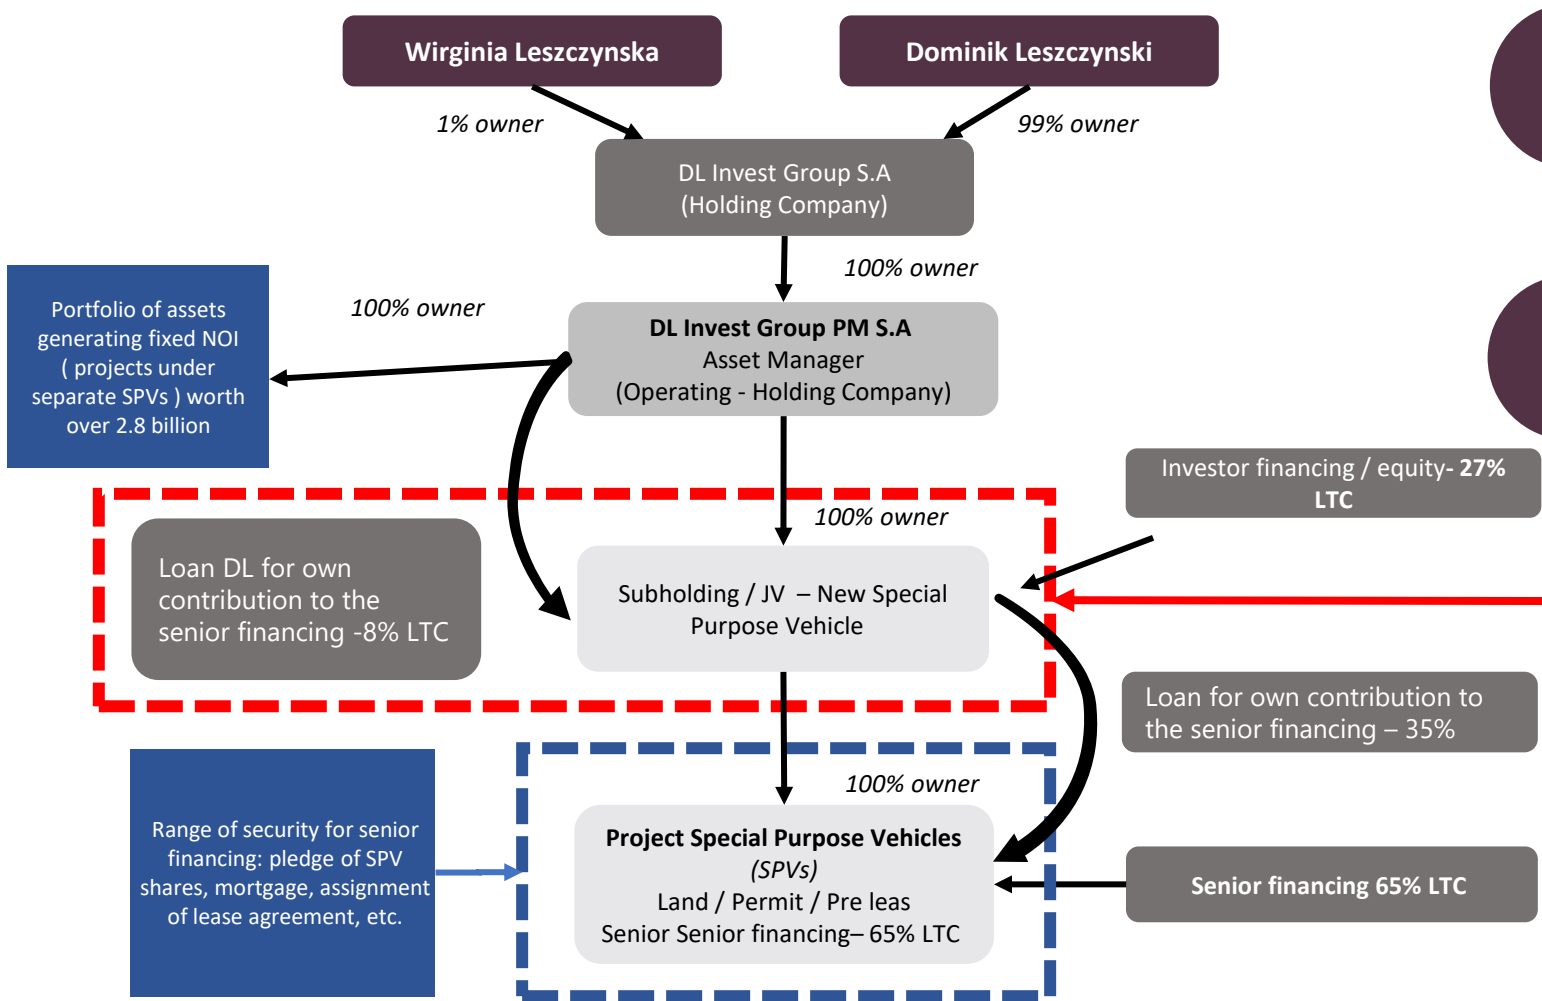 Wirginia Leszczynska
Dominik Leszczynski
1% owner
99% owner
DL Invest Group S.A
(Holding Company)
100% owner
Portfolio of assets
generating fixed NOI
( projects under
separate SPVs ) worth
over 2.8 billion
100% owner
DL Invest Group PM S.A
Asset Manager
(Operating - Holding Company)
Investor financing / equity- 27%
LTC
100% owner
Loan DL for own
contribution to the
senior financing -8% LTC
Subholding / JV – New Special
Purpose Vehicle
Loan for own contribution to
the senior financing – 35%
100% owner
Range of security for senior
financing: pledge of SPV
shares, mortgage, assignment
of lease agreement, etc.
Project Special Purpose Vehicles
(SPVs)
Land / Permit / Pre leas
Senior Senior financing– 65% LTC
Senior financing 65% LTC